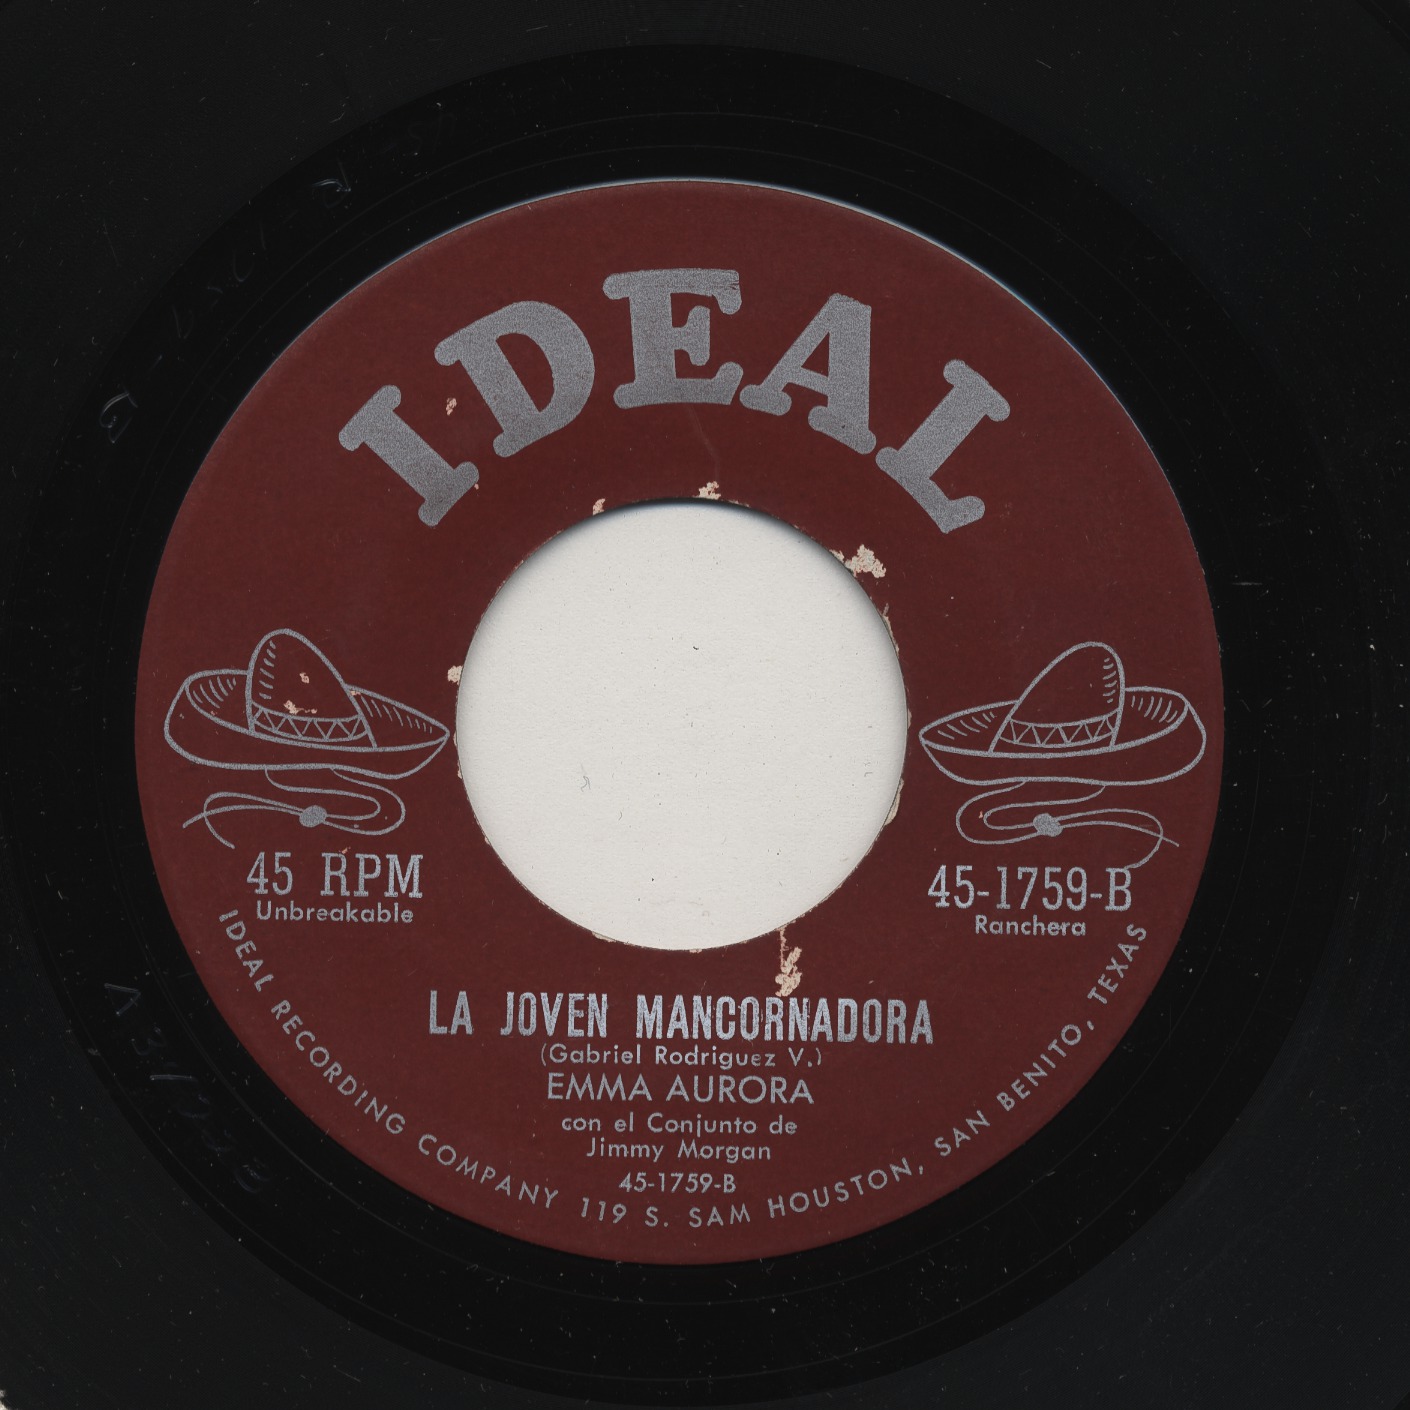 IDEAL
45 RPM
Unbreakable
45-1759-B
Ranchera
LA JOVEN MANCORNADORA
(Gabriel Rodriguez V.)
EMMA AURORA
con el Conjunto de
Jimmy Morgan
45-1759-B
IDEAL RECORDING COMPANY 119 S. SAM HOUSTON, SAN BENITO, TEXAS